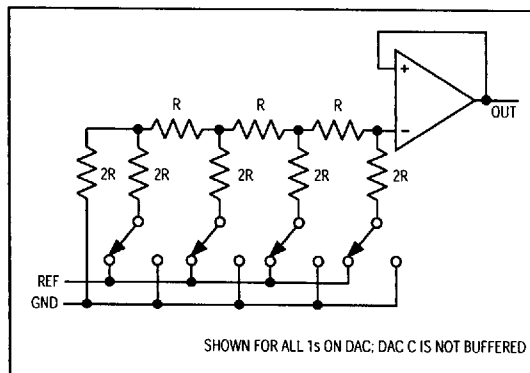 +
−
OUT
R R R
2R 2R 2R 2R 2R
REF
GND
SHOWN FOR ALL 1s ON DAC; DAC C IS NOT BUFFERED